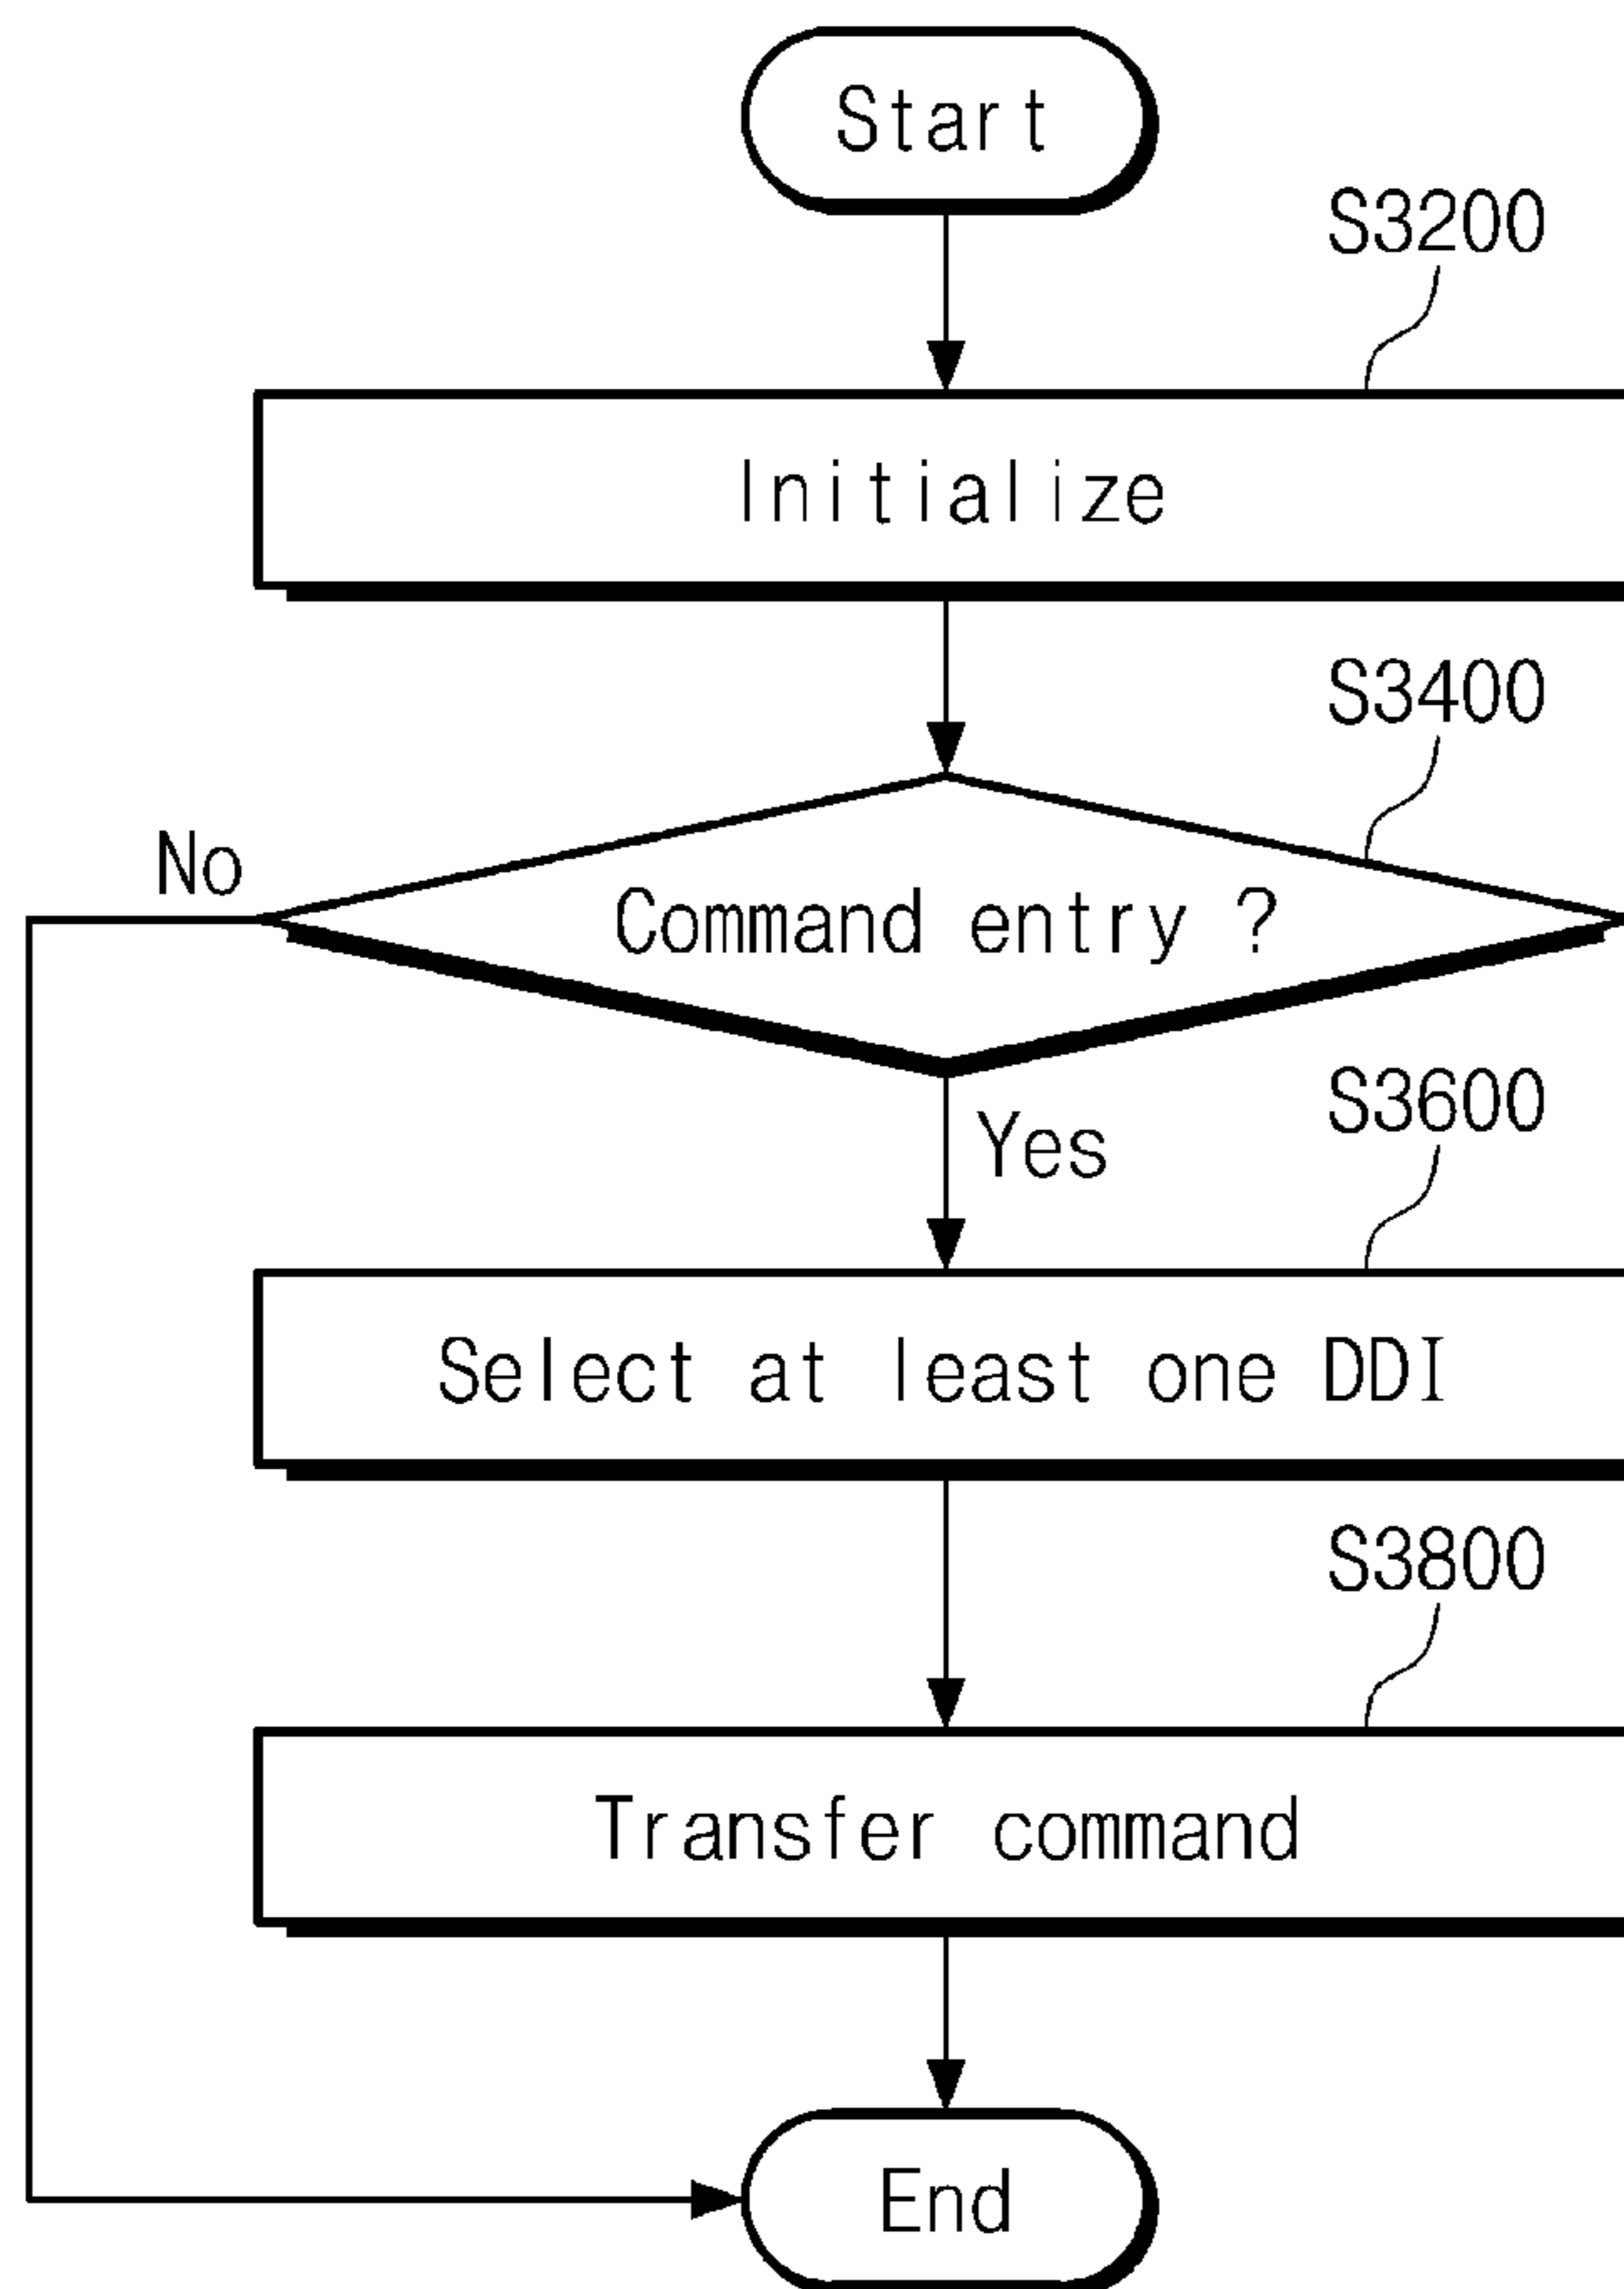 Start
S3200
Initialize
S3400
No
Command entry ?
Yes
S3600
Select at least one DDI
S3800
Transfer command
End